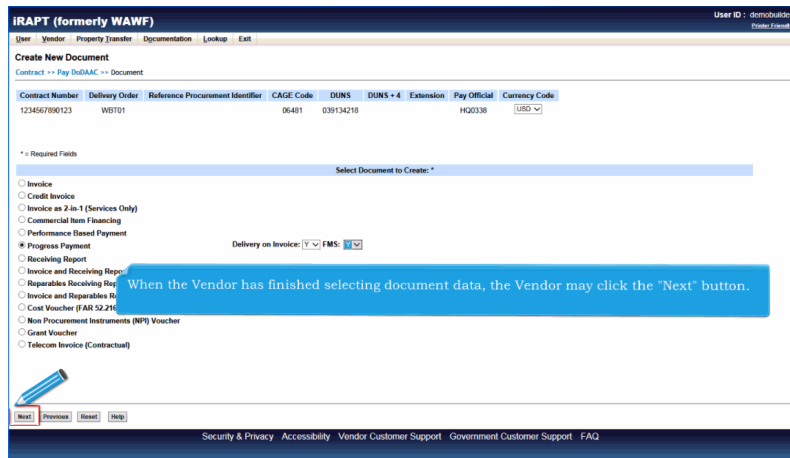 iRAPT (formerly WAWF)
User ID : demobuilde
Printer Friendl
User Vendor Property Transfer Documentation Lookup Exit
Create New Document
Contract >> Pay DoDAAC >> Document
Contract Number Delivery Order Reference Procurement Identifier CAGE Code DUNS DUNS + 4 Extension Pay Official Currency Code
1234567890123 WBT01 06481 039134218 HQ0338 USD
* = Required Fields
Select Document to Create: *
Invoice
Credit Invoice
Invoice as 2-in-1 (Services Only)
Commercial Item Financing
Performance Based Payment
Progress Payment Delivery on Invoice: Y FMS: Y
Receiving Report
Invoice and Receiving Repo
Reparables Receiving Rep
Invoice and Reparables R
Cost Voucher (FAR 52.216
Non Procurement Instruments (NPI) Voucher
Grant Voucher
Telecom Invoice (Contractual)
When the Vendor has finished selecting document data, the Vendor may click the "Next" button.
Next Previous Reset Help
Security & Privacy Accessibility Vendor Customer Support Government Customer Support FAQ